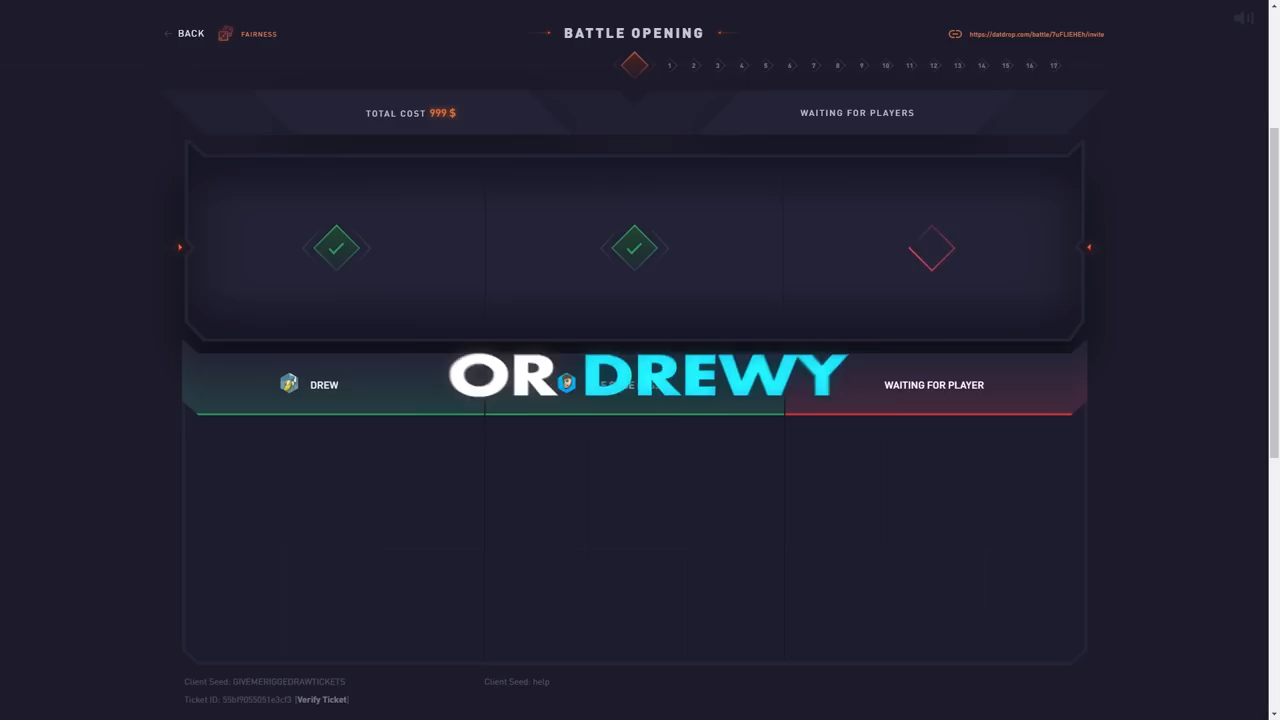 BACK
FAIRNESS
BATTLE OPENING
https://datdrop.com/battle/7uFLIEHEh/invite
1 2 3 4 5 6 7 8 9 10 11 12 13 14 15 16 17
TOTAL COST 999 $
WAITING FOR PLAYERS
OR DREWY
DREW
WAITING FOR PLAYER
Client Seed: GIVEMERIGGEDRAWTICKETS
Client Seed: help
Ticket ID: 55bf9055051e3cf3 [Verify Ticket]